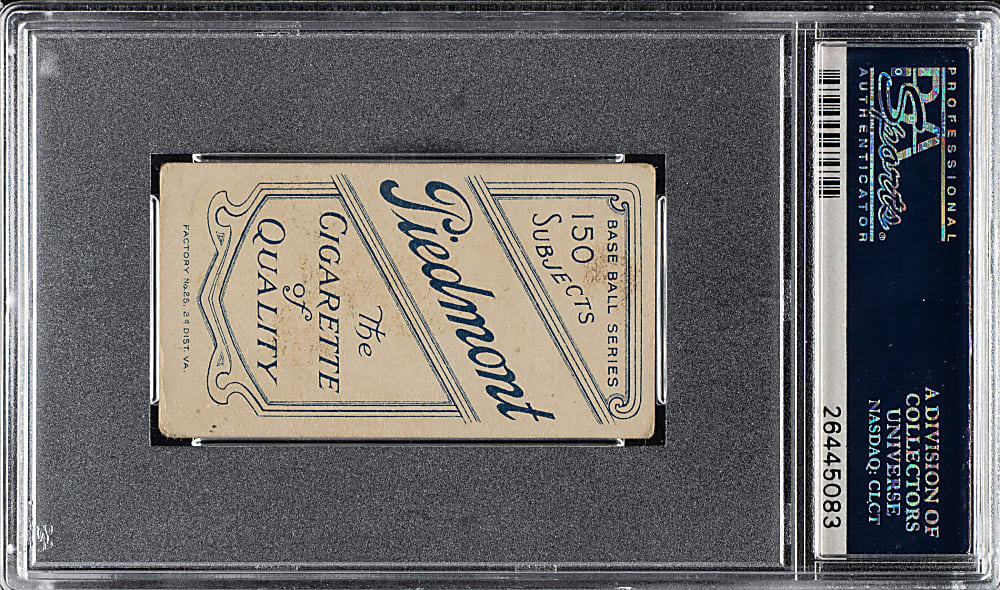 BASE BALL SERIES
150
SUBJECTS
Piedmont
The
CIGARETTE
of
QUALITY
FACTORY No. 25, 2d DIST. VA.
PROFESSIONAL
PSA
Sports®
AUTHENTICATOR
A DIVISION OF
COLLECTORS
UNIVERSE
NASDAQ: CLCT
26445083